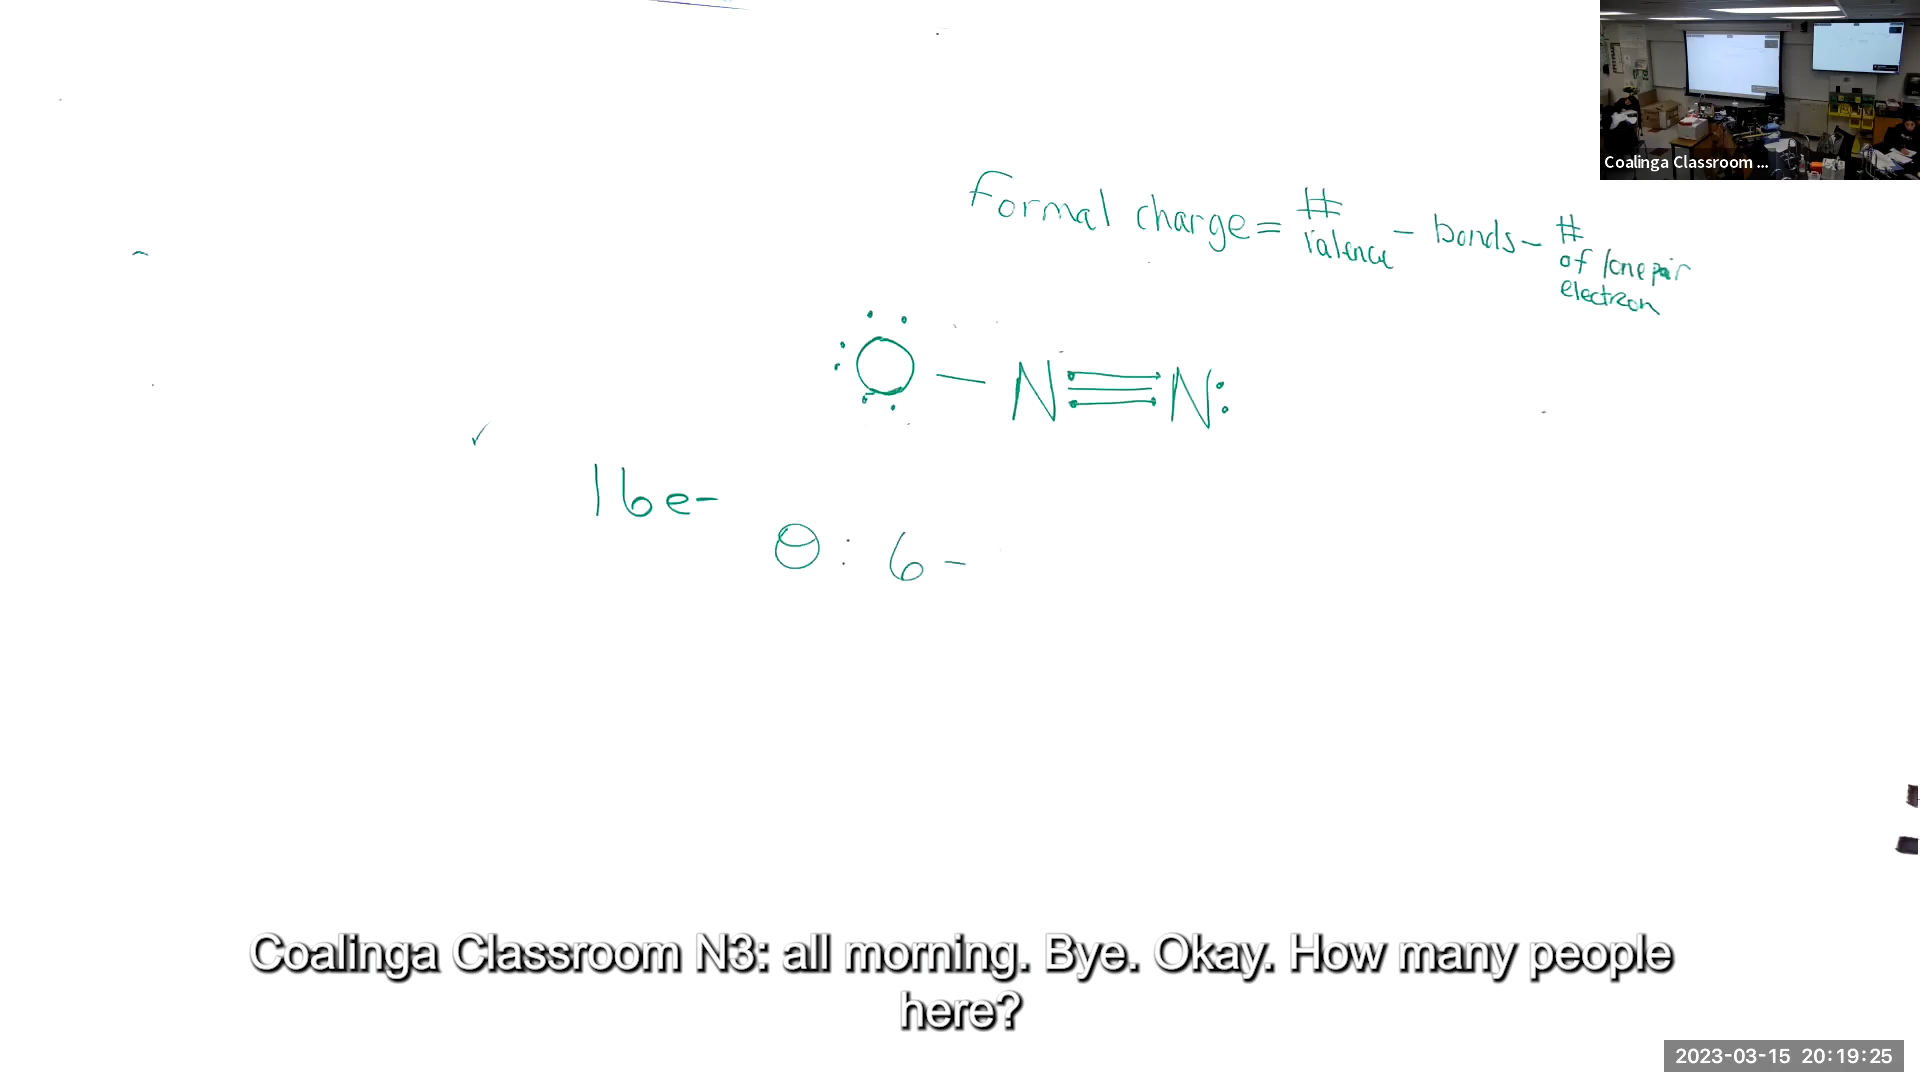 Coalinga Classroom ...
Formal charge = # valence - bonds - # of lone pair electron
O - N ≡ N:
16e-
O: 6 -
Coalinga Classroom N3: all morning. Bye. Okay. How many people
here?
2023-03-15 20:19:25